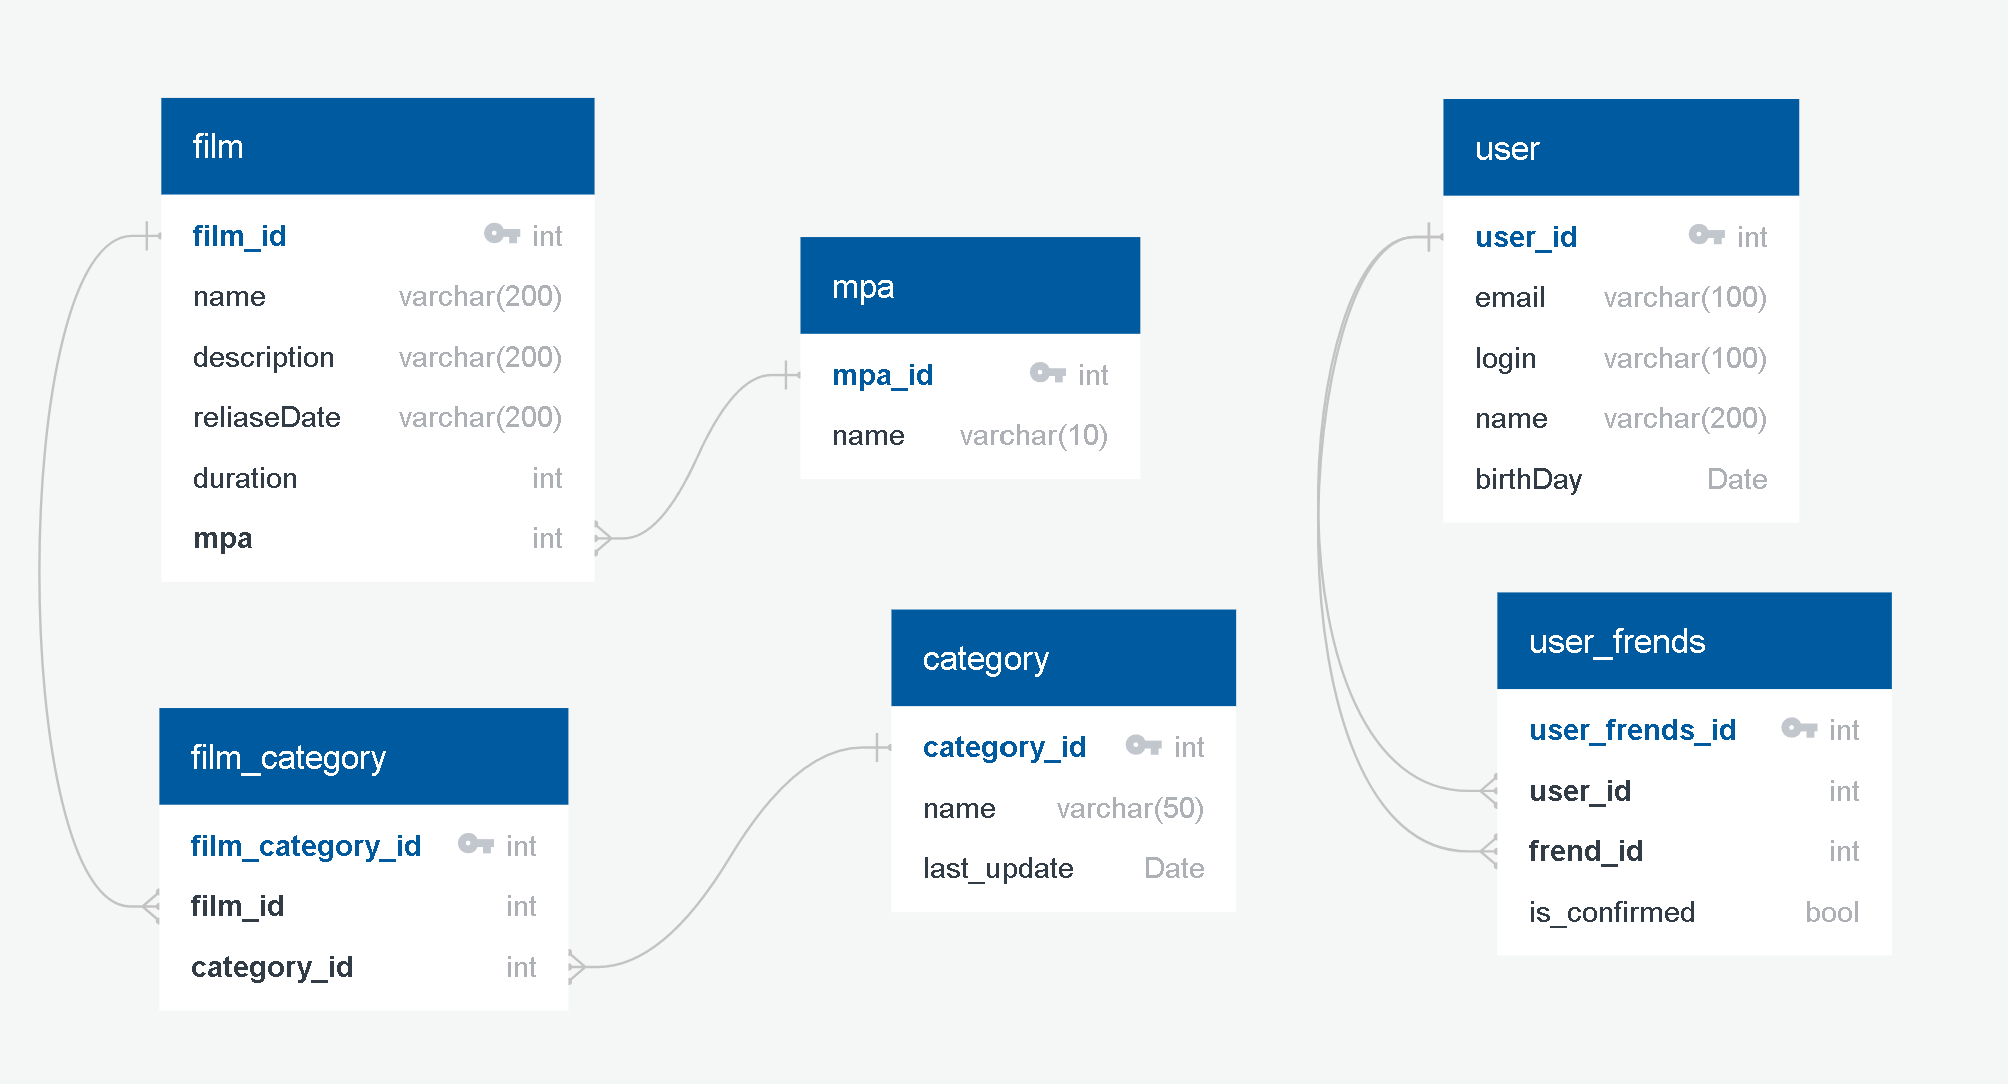 film
film_id int
name varchar(200)
description varchar(200)
reliaseDate varchar(200)
duration int
mpa int
mpa
mpa_id int
name varchar(10)
user
user_id int
email varchar(100)
login varchar(100)
name varchar(200)
birthDay Date
film_category
film_category_id int
film_id int
category_id int
category
category_id int
name varchar(50)
last_update Date
user_frends
user_frends_id int
user_id int
frend_id int
is_confirmed bool